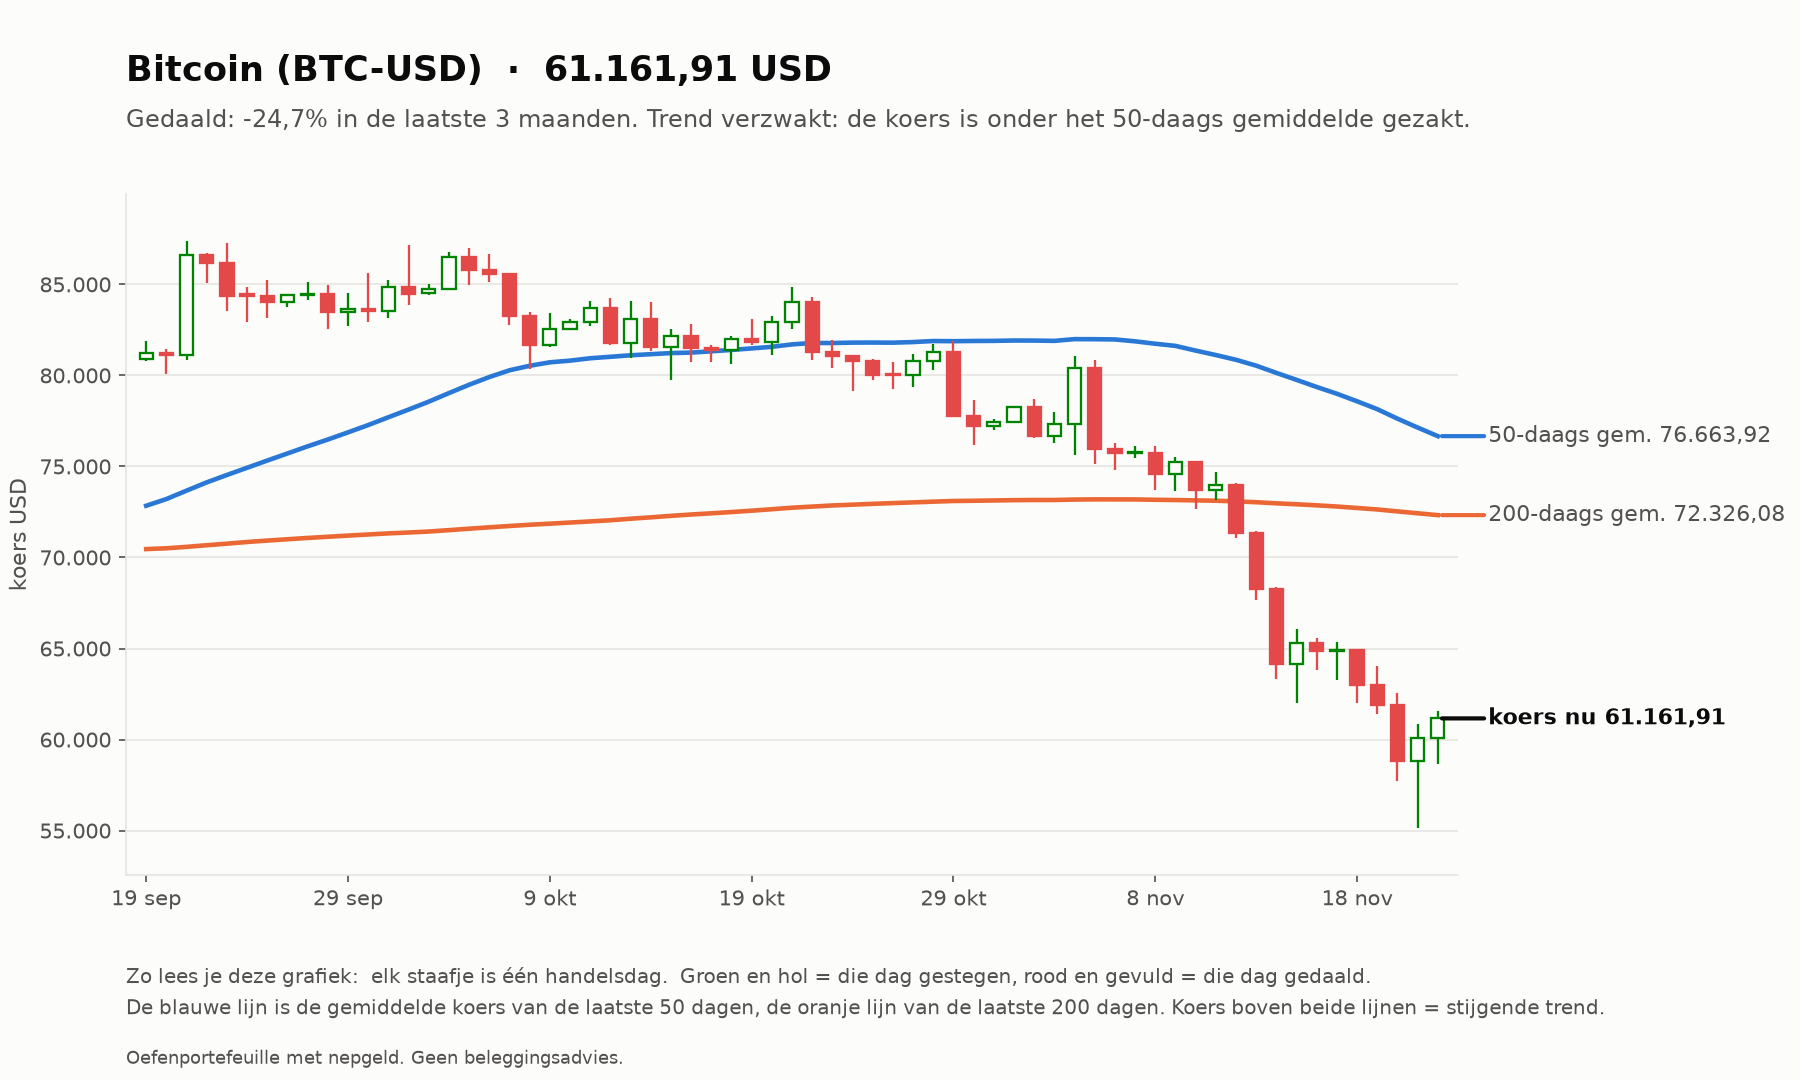 Bitcoin (BTC-USD)  ·  61.161,91 USD
Gedaald: -24,7% in de laatste 3 maanden. Trend verzwakt: de koers is onder het 50-daags gemiddelde gezakt.
koers USD
85.000
80.000
75.000
70.000
65.000
60.000
55.000
50-daags gem. 76.663,92
200-daags gem. 72.326,08
koers nu 61.161,91
19 sep
29 sep
9 okt
19 okt
29 okt
8 nov
18 nov
Zo lees je deze grafiek:  elk staafje is één handelsdag.  Groen en hol = die dag gestegen, rood en gevuld = die dag gedaald.
De blauwe lijn is de gemiddelde koers van de laatste 50 dagen, de oranje lijn van de laatste 200 dagen. Koers boven beide lijnen = stijgende trend.
Oefenportefeuille met nepgeld. Geen beleggingsadvies.